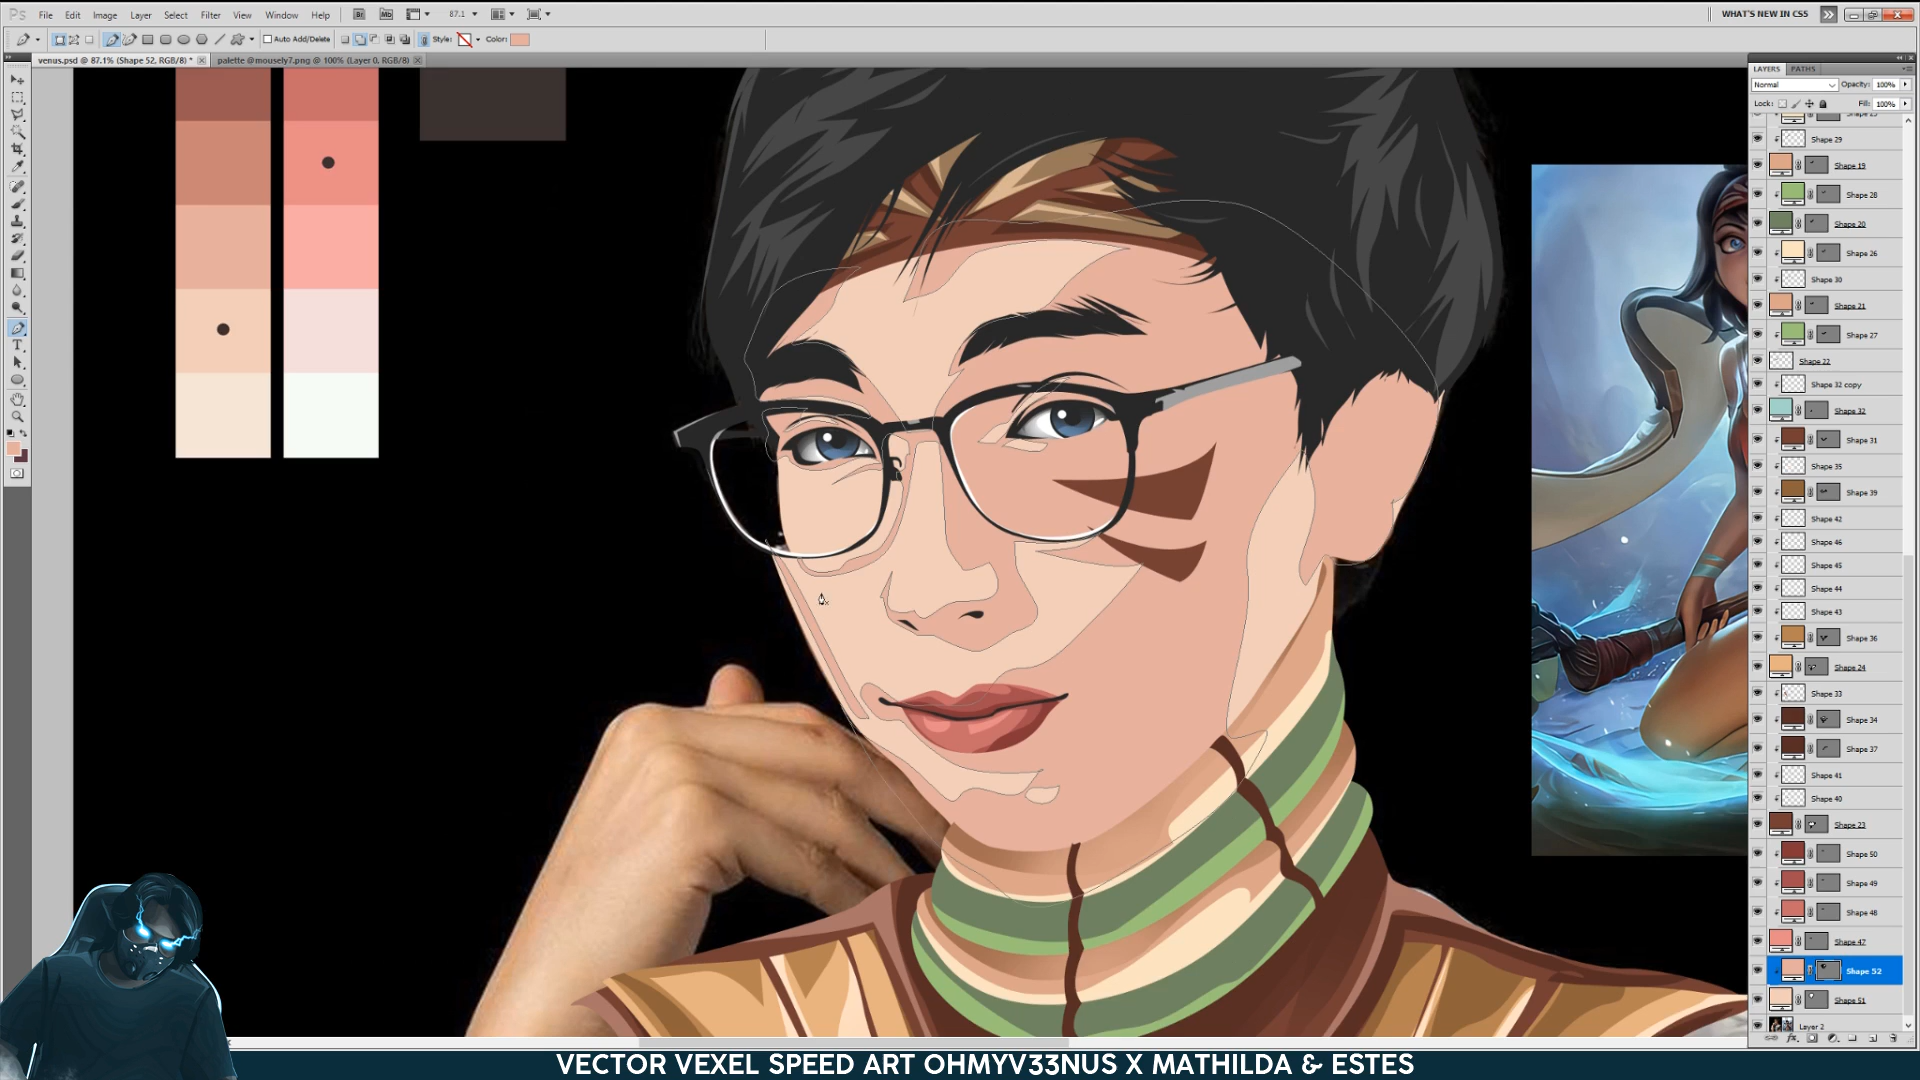 Ps File Edit Image Layer Select Filter View Window Help Br Mb 87.1 WHAT'S NEW IN CS5
Auto Add/Delete Style: Color:
venus.psd @ 87.1% (Shape 52, RGB/8) * palette @mousely7.png @ 100% (Layer 0, RGB/8)
LAYERS PATHS
Normal Opacity: 100%
Lock: Fill: 100%
Shape 29
Shape 19
Shape 28
Shape 20
Shape 26
Shape 30
Shape 21
Shape 27
Shape 22
Shape 32 copy
Shape 32
Shape 31
Shape 35
Shape 39
Shape 42
Shape 46
Shape 45
Shape 44
Shape 43
Shape 36
Shape 24
Shape 33
Shape 34
Shape 37
Shape 41
Shape 40
Shape 23
Shape 50
Shape 49
Shape 48
Shape 47
Shape 52
Shape 51
Layer 2
VECTOR VEXEL SPEED ART OHMYV33NUS X MATHILDA & ESTES